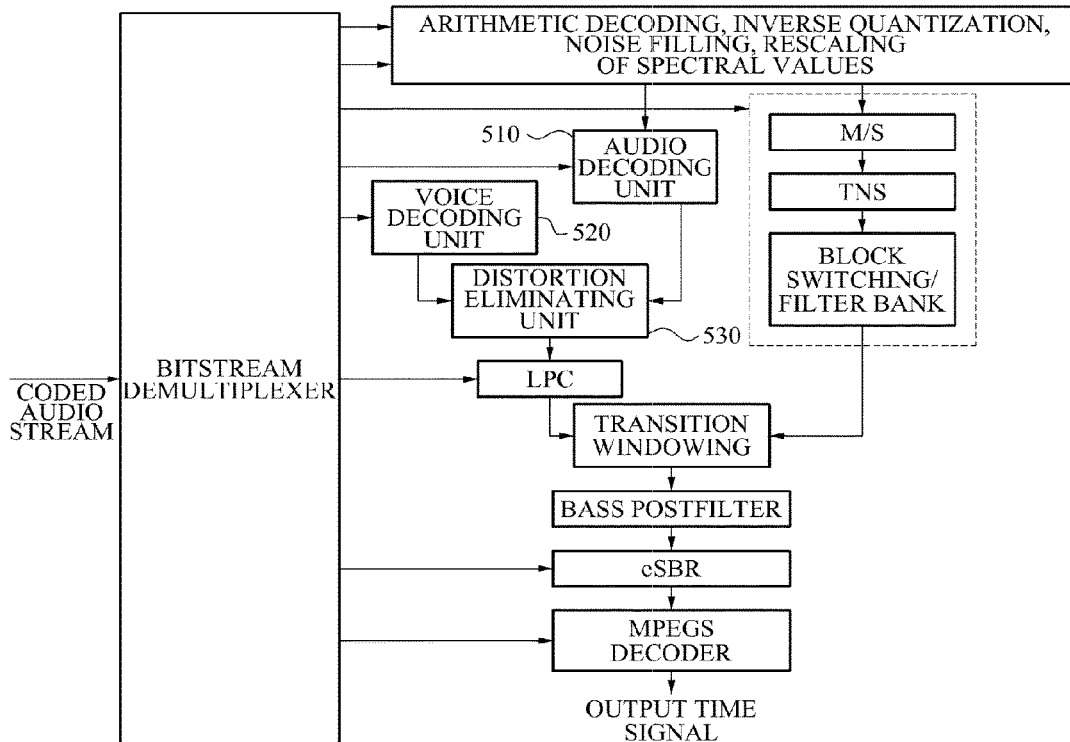 ARITHMETIC DECODING, INVERSE QUANTIZATION,
NOISE FILLING, RESCALING
OF SPECTRAL VALUES
510
AUDIO
DECODING
UNIT
M/S
TNS
BLOCK
SWITCHING/
FILTER BANK
VOICE
DECODING
UNIT
520
DISTORTION
ELIMINATING
UNIT
530
BITSTREAM
DEMULTIPLEXER
CODED
AUDIO
STREAM
LPC
TRANSITION
WINDOWING
BASS POSTFILTER
eSBR
MPEGS
DECODER
OUTPUT TIME
SIGNAL